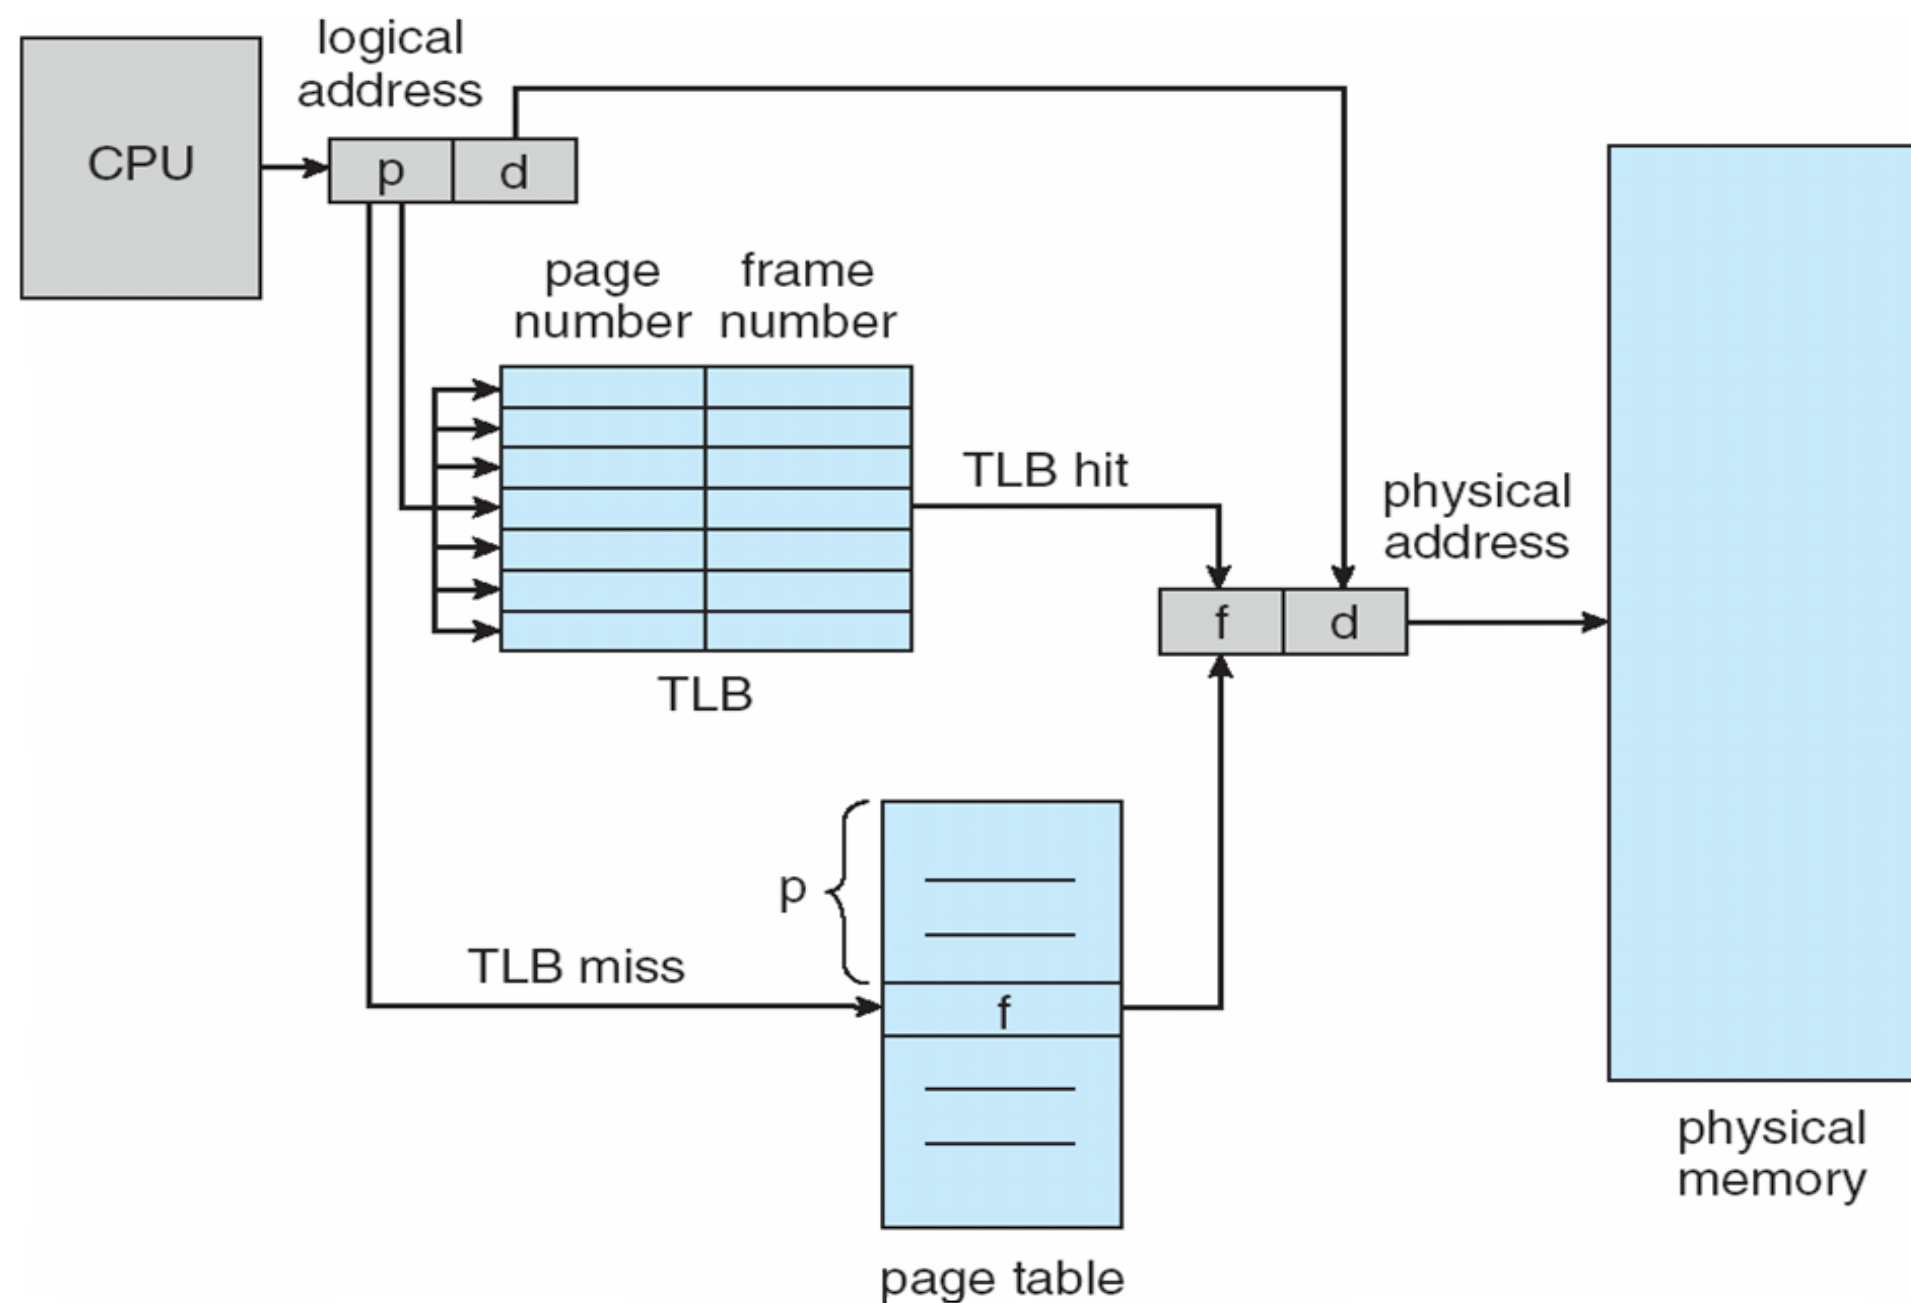 logical
address
CPU
p
d
page
number
frame
number
TLB hit
physical
address
f
d
TLB
p
TLB miss
f
physical
memory
page table